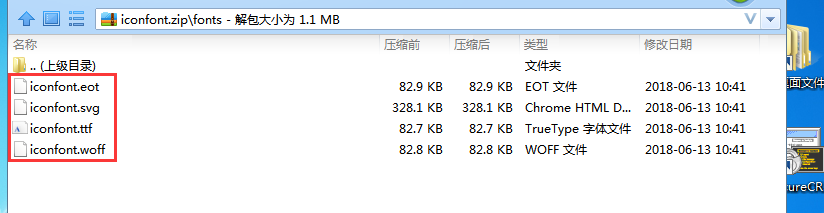 iconfont.zip\fonts - 解包大小为 1.1 MB
名称 压缩前 压缩后 类型 修改日期
.. (上级目录) 文件夹
iconfont.eot 82.9 KB 82.9 KB EOT 文件 2018-06-13 10:41
iconfont.svg 328.1 KB 328.1 KB Chrome HTML D... 2018-06-13 10:41
iconfont.ttf 82.7 KB 82.7 KB TrueType 字体文件 2018-06-13 10:41
iconfont.woff 82.8 KB 82.8 KB WOFF 文件 2018-06-13 10:41
面文件
cureCR